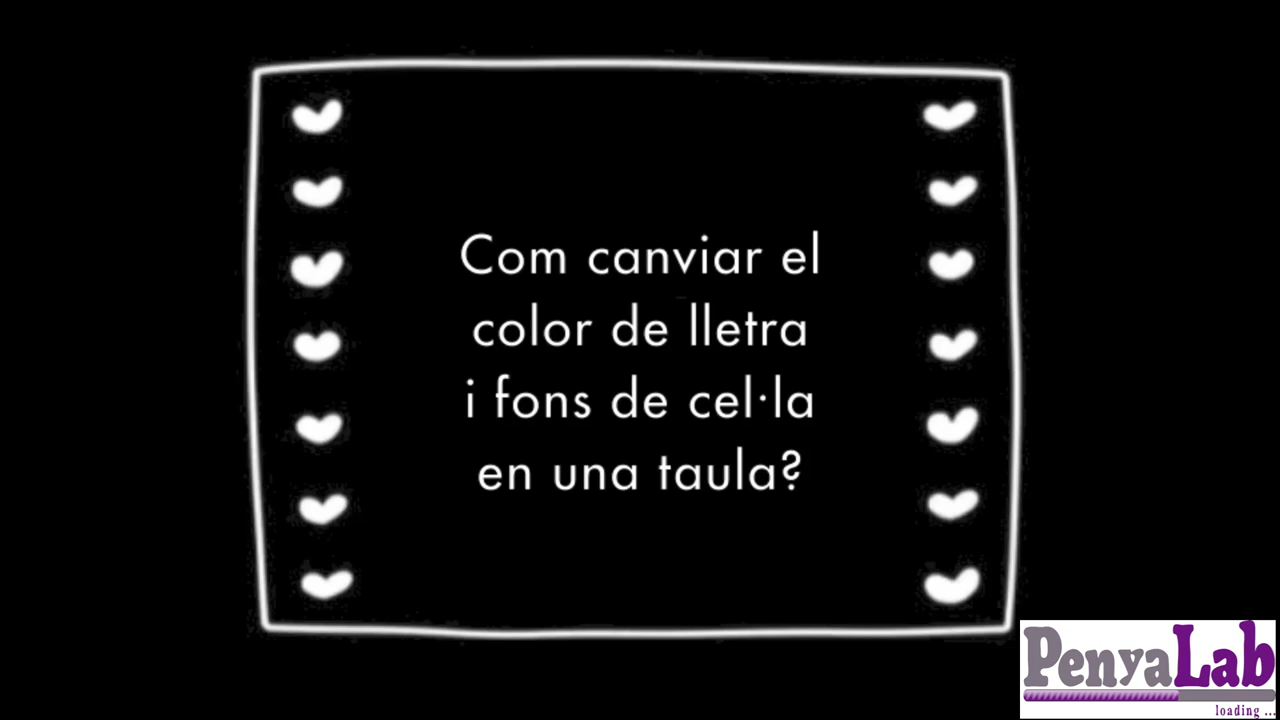 Com canviar el
color de lletra
i fons de cel·la
en una taula?
PenyaLab
loading ...